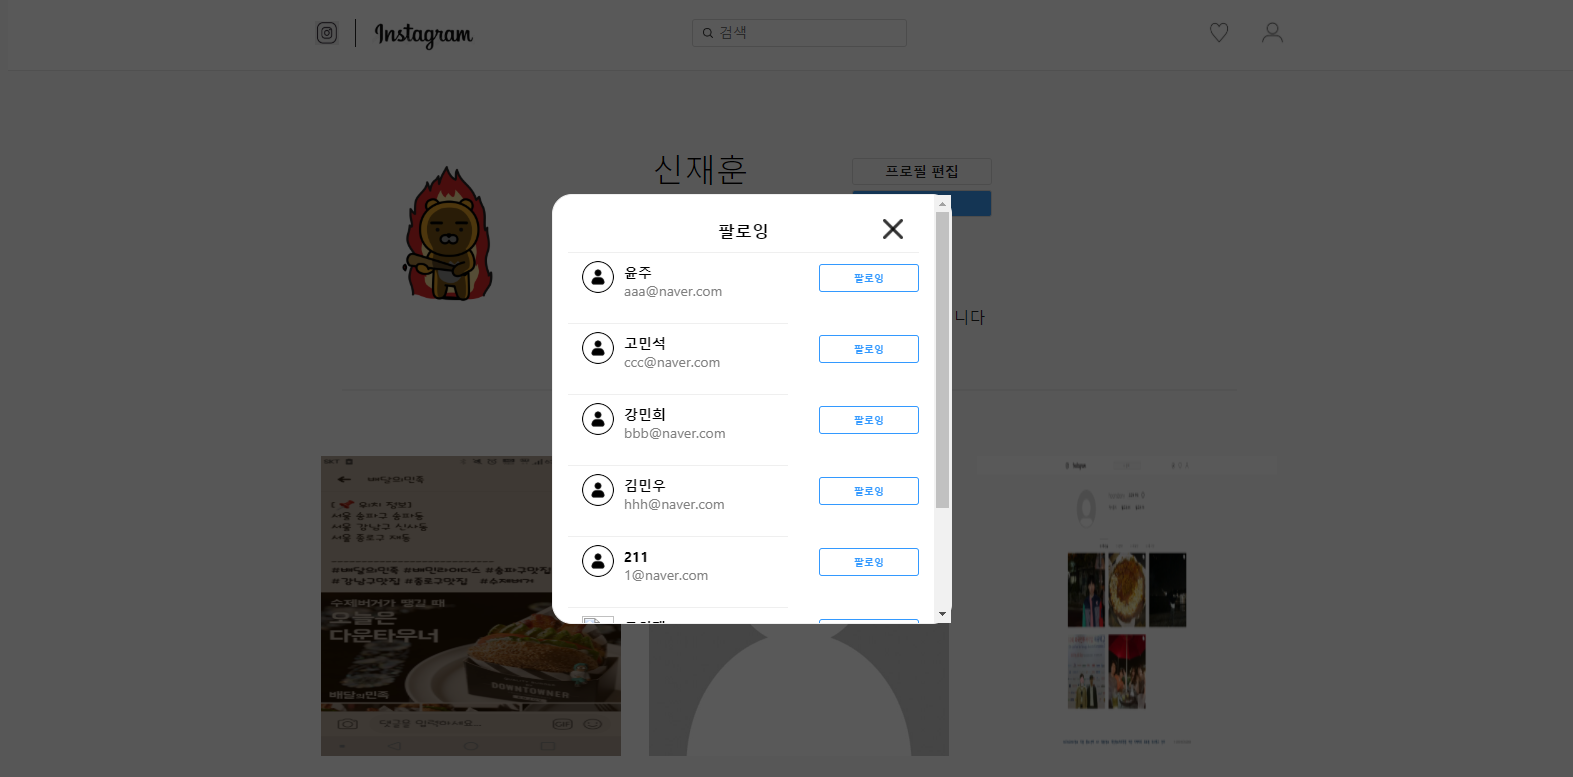 Instagram
검색
신재훈
프로필 편집
니다
팔로잉
윤주
aaa@naver.com
팔로잉
고민석
ccc@naver.com
팔로잉
강민희
bbb@naver.com
팔로잉
김민우
hhh@naver.com
팔로잉
211
1@naver.com
팔로잉
배달의민족
[📌 위치 정보]
서울 송파구 송파동
서울 강남구 신사동
서울 종로구
#배달의민족 #배민라이더스 #송파구맛집
#강남구맛집 #종로구맛집 #수제버거
수제버거가 땡길 때
오늘은
다운타우너
DOWNTOWNER
배달의민족
댓글을 입력하세요...
GIF